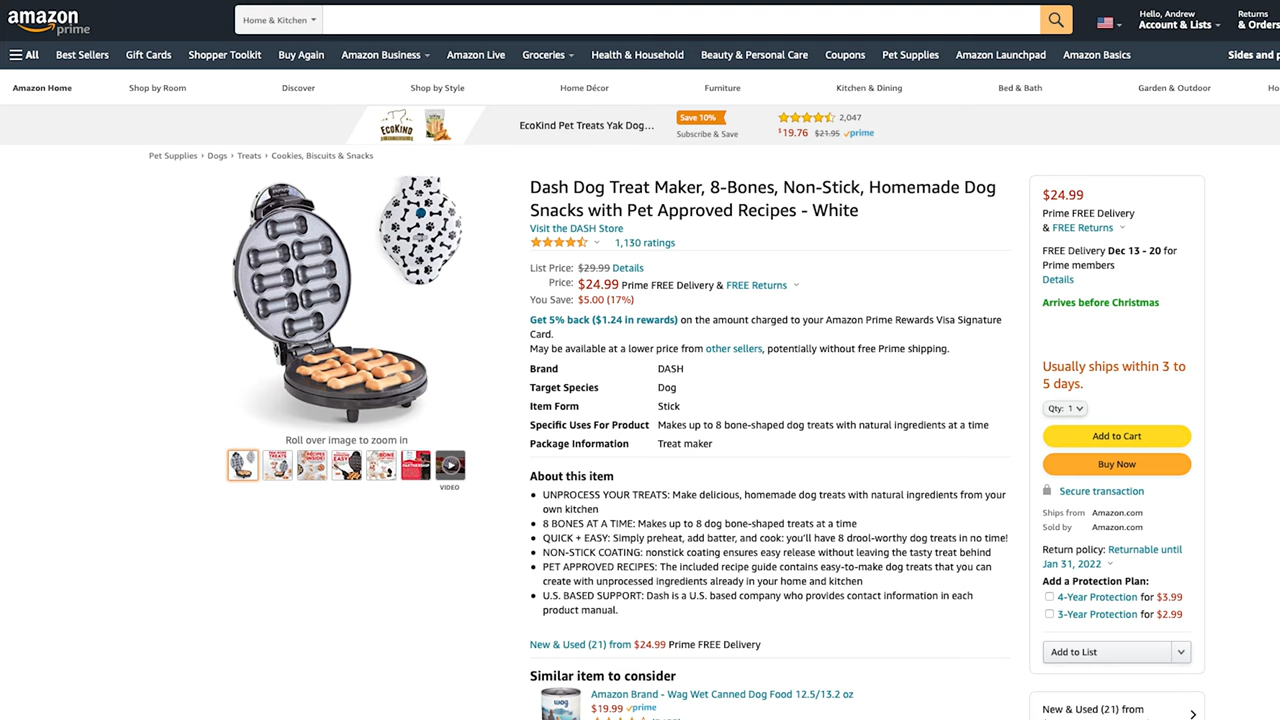 amazon
prime
Home & Kitchen
Hello, Andrew
Account & Lists
Returns
& Orders
All
Best Sellers
Gift Cards
Shopper Toolkit
Buy Again
Amazon Business
Amazon Live
Groceries
Health & Household
Beauty & Personal Care
Coupons
Pet Supplies
Amazon Launchpad
Amazon Basics
Sides and p
Amazon Home
Shop by Room
Discover
Shop by Style
Home Décor
Furniture
Kitchen & Dining
Bed & Bath
Garden & Outdoor
Ho
ECOKIND
EcoKind Pet Treats Yak Dog...
Save 10%
Subscribe & Save
2,047
$19.76 $21.95 prime
Pet Supplies › Dogs › Treats › Cookies, Biscuits & Snacks
Roll over image to zoom in
VIDEO
Dash Dog Treat Maker, 8-Bones, Non-Stick, Homemade Dog
Snacks with Pet Approved Recipes - White
Visit the DASH Store
1,130 ratings
List Price: $29.99 Details
Price: $24.99 Prime FREE Delivery & FREE Returns
You Save: $5.00 (17%)
Get 5% back ($1.24 in rewards) on the amount charged to your Amazon Prime Rewards Visa Signature
Card.
May be available at a lower price from other sellers, potentially without free Prime shipping.
Brand DASH
Target Species Dog
Item Form Stick
Specific Uses For Product Makes up to 8 bone-shaped dog treats with natural ingredients at a time
Package Information Treat maker
About this item
• UNPROCESS YOUR TREATS: Make delicious, homemade dog treats with natural ingredients from your
own kitchen
• 8 BONES AT A TIME: Makes up to 8 dog bone-shaped treats at a time
• QUICK + EASY: Simply preheat, add batter, and cook: you'll have 8 drool-worthy dog treats in no time!
• NON-STICK COATING: nonstick coating ensures easy release without leaving the tasty treat behind
• PET APPROVED RECIPES: The included recipe guide contains easy-to-make dog treats that you can
create with unprocessed ingredients already in your home and kitchen
• U.S. BASED SUPPORT: Dash is a U.S. based company who provides contact information in each
product manual.
New & Used (21) from $24.99 Prime FREE Delivery
Similar item to consider
wag
Amazon Brand - Wag Wet Canned Dog Food 12.5/13.2 oz
$19.99 prime
$24.99
Prime FREE Delivery
& FREE Returns
FREE Delivery Dec 13 - 20 for
Prime members
Details
Arrives before Christmas
Usually ships within 3 to
5 days.
Qty: 1
Add to Cart
Buy Now
Secure transaction
Ships from Amazon.com
Sold by Amazon.com
Return policy: Returnable until
Jan 31, 2022
Add a Protection Plan:
4-Year Protection for $3.99
3-Year Protection for $2.99
Add to List
New & Used (21) from